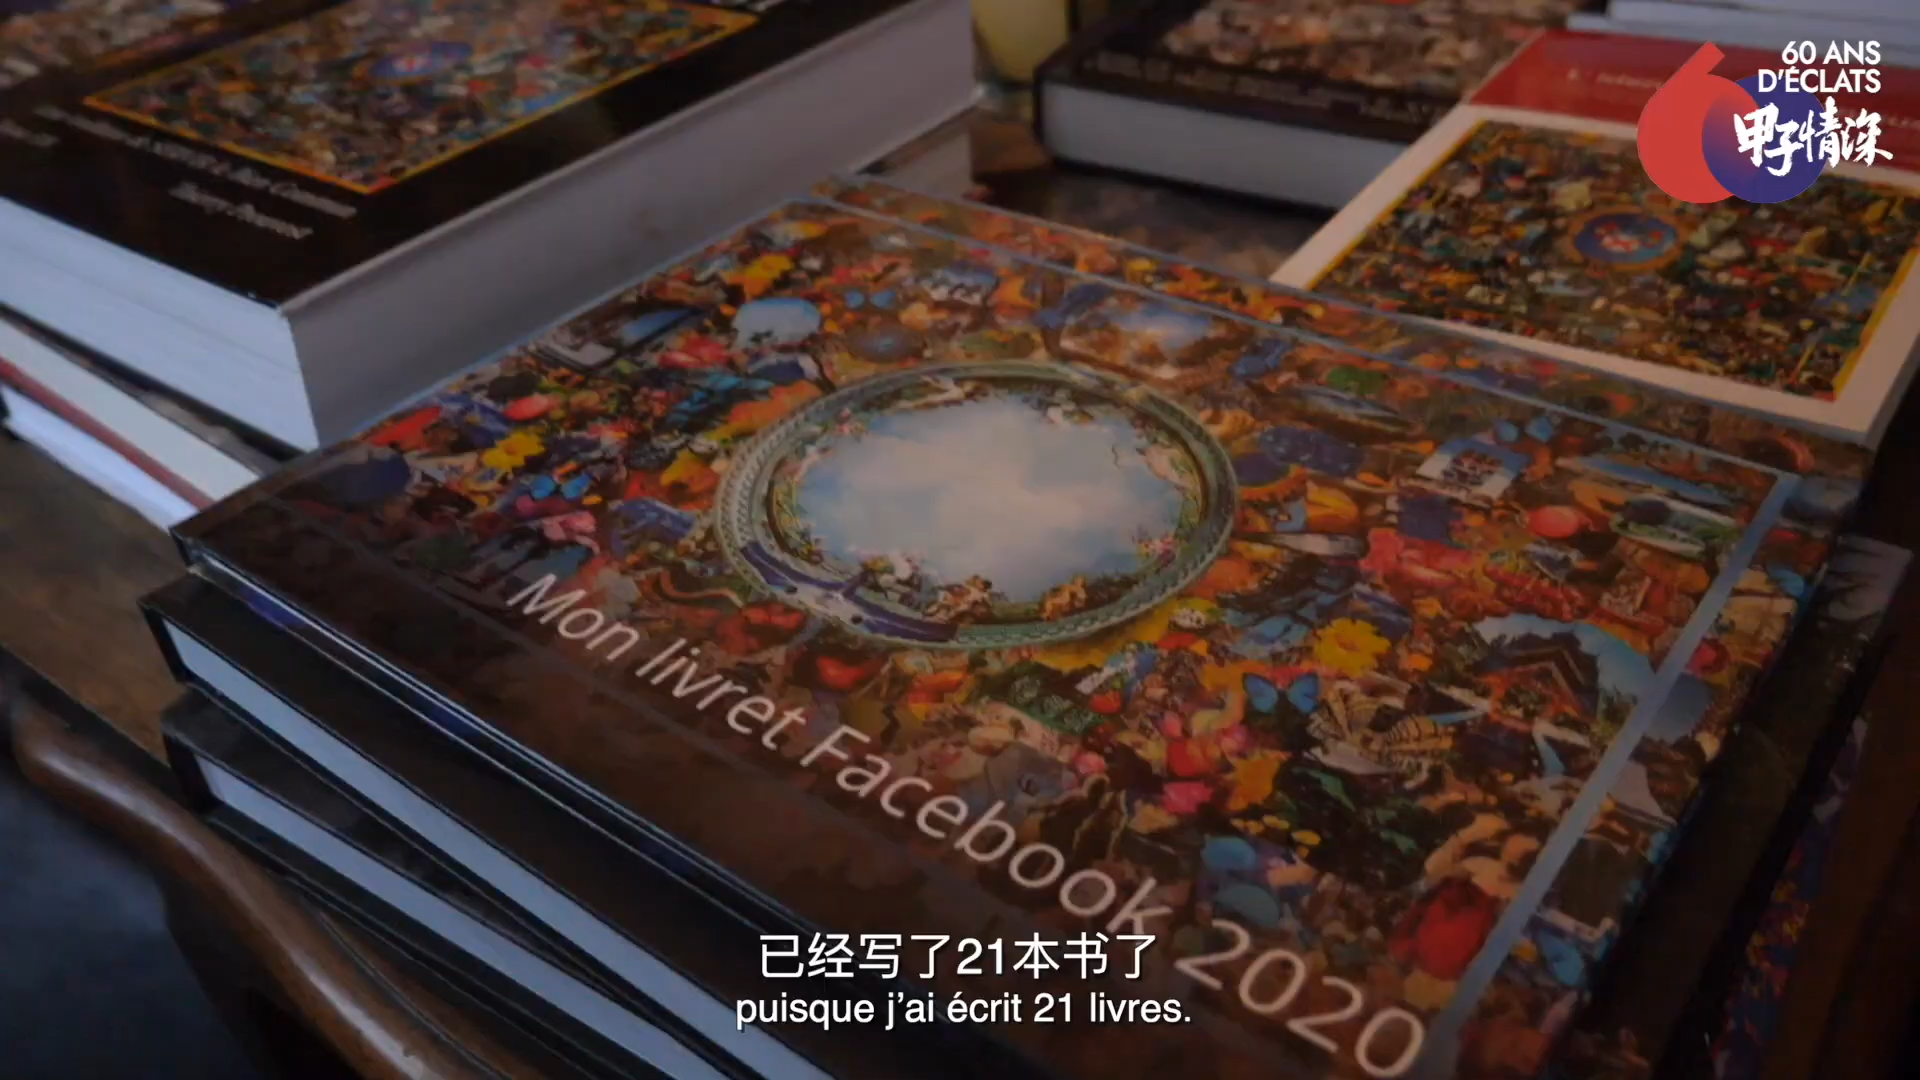 60 ANS
D'ÉCLATS
甲子情深
Mon livret Facebook 2020
已经写了21本书了
puisque j'ai écrit 21 livres.